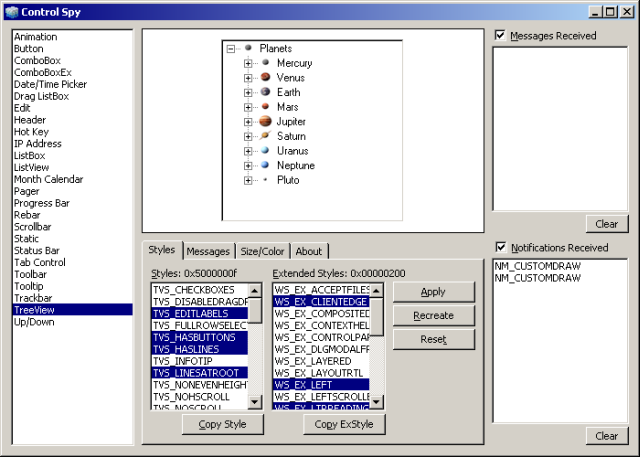 Control Spy
Animation
Button
ComboBox
ComboBoxEx
Date/Time Picker
Drag ListBox
Edit
Header
Hot Key
IP Address
ListBox
ListView
Month Calendar
Pager
Progress Bar
Rebar
Scrollbar
Static
Status Bar
Tab Control
Toolbar
Tooltip
Trackbar
TreeView
Up/Down
Planets
Mercury
Venus
Earth
Mars
Jupiter
Saturn
Uranus
Neptune
Pluto
Styles Messages Size/Color About
Styles: 0x5000000f
TVS_CHECKBOXES
TVS_DISABLEDRAGDR
TVS_EDITLABELS
TVS_FULLROWSELEC
TVS_HASBUTTONS
TVS_HASLINES
TVS_INFOTIP
TVS_LINESATROOT
TVS_NONEVENHEIGH
TVS_NOHSCROLL
TVS_NOSCROLL
Copy Style
Extended Styles: 0x00000200
WS_EX_ACCEPTFILES
WS_EX_CLIENTEDGE
WS_EX_COMPOSITED
WS_EX_CONTEXTHEL
WS_EX_CONTROLPAR
WS_EX_DLGMODALFR
WS_EX_LAYERED
WS_EX_LAYOUTRTL
WS_EX_LEFT
WS_EX_LEFTSCROLLE
WS_EX_LTRREADING
Copy ExStyle
Apply
Recreate
Reset
Messages Received
Clear
Notifications Received
NM_CUSTOMDRAW
NM_CUSTOMDRAW
Clear